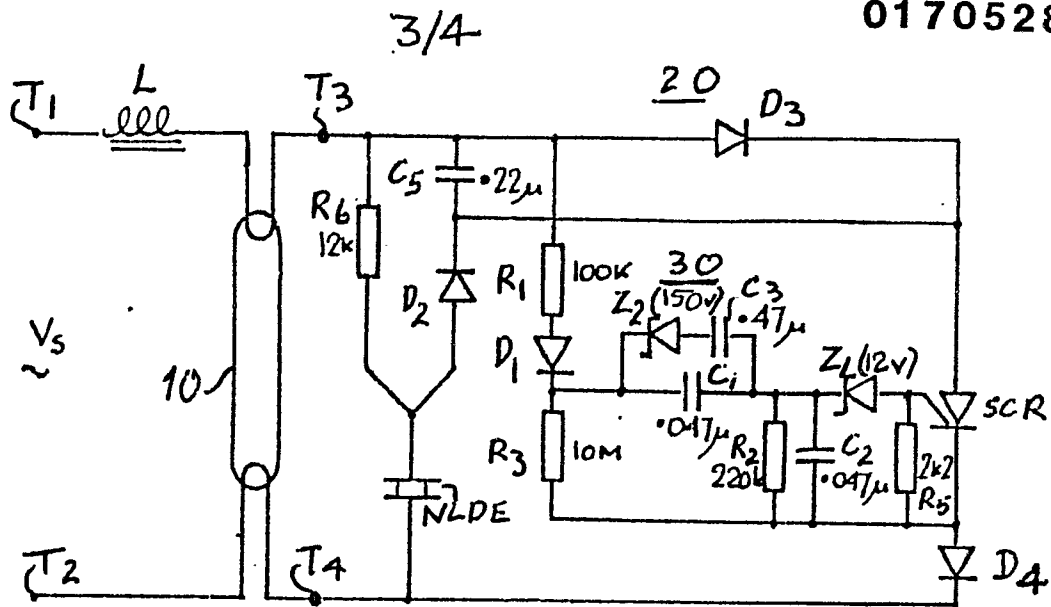 0170528
3/4
T1
L
T3
20
D3
C5
.22µ
R6
12k
D2
R1
100K
30
Z2 (150v)
C3
.47µ
D1
C1
.047µ
ZL (12v)
SCR
Vs
~
10
R3
10M
R2
220k
C2
.047µ
2k2
R5
NLDE
T2
T4
D4